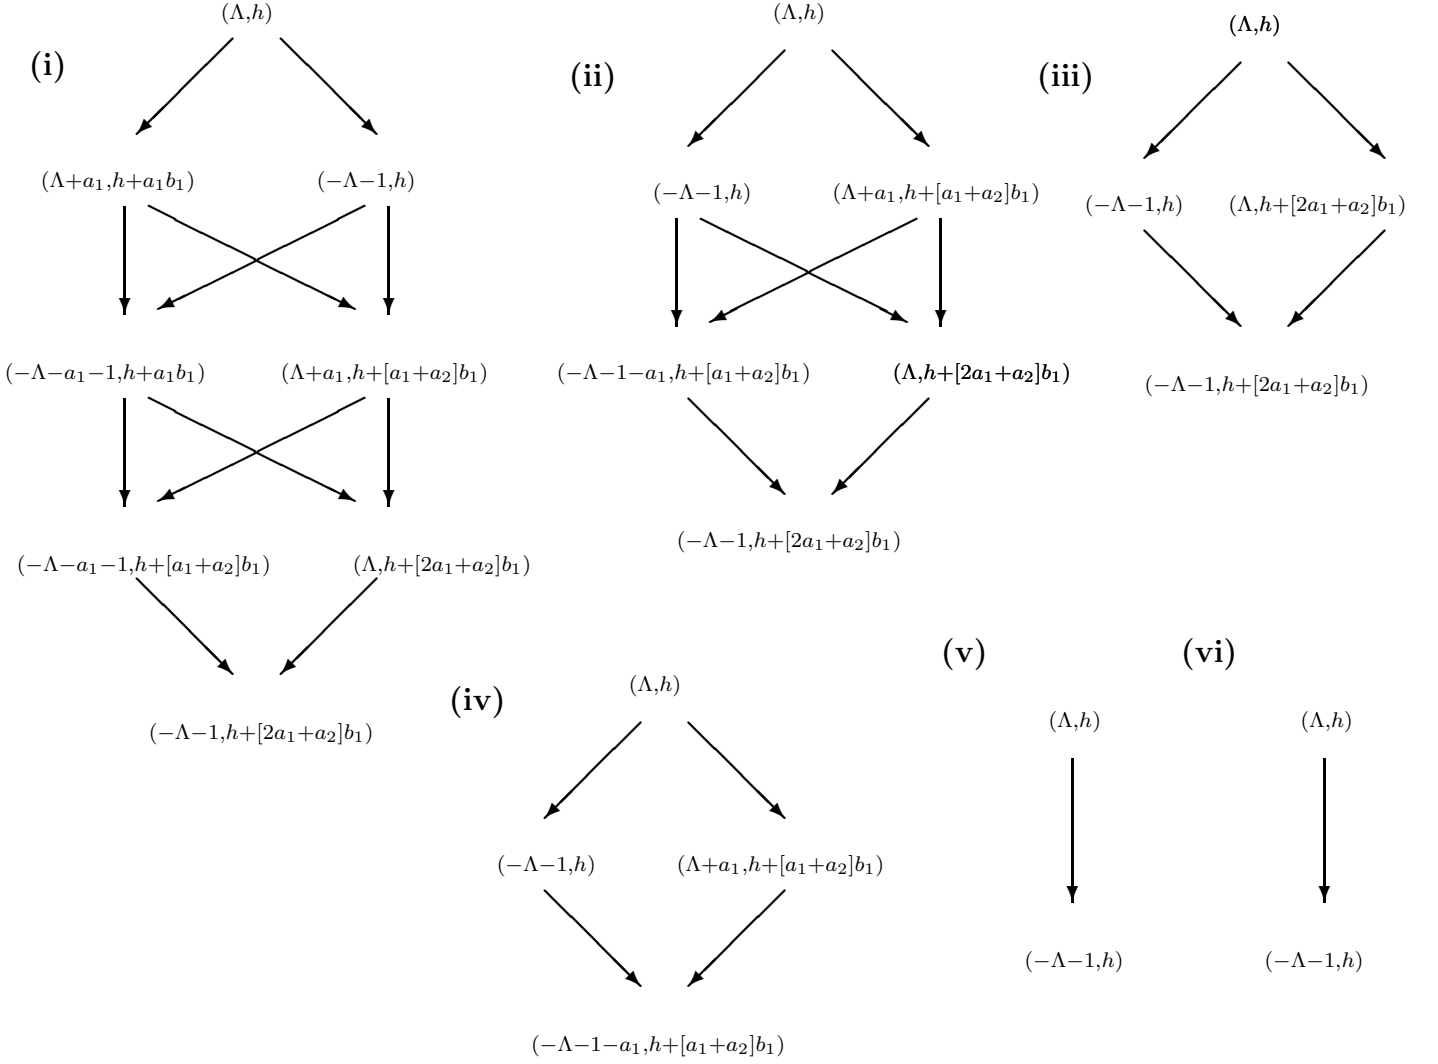 (i)
(Λ,h)
(Λ+a₁,h+a₁b₁)
(−Λ−1,h)
(−Λ−a₁−1,h+a₁b₁)
(Λ+a₁,h+[a₁+a₂]b₁)
(−Λ−a₁−1,h+[a₁+a₂]b₁)
(Λ,h+[2a₁+a₂]b₁)
(−Λ−1,h+[2a₁+a₂]b₁)
(ii)
(Λ,h)
(−Λ−1,h)
(Λ+a₁,h+[a₁+a₂]b₁)
(−Λ−1−a₁,h+[a₁+a₂]b₁)
(Λ,h+[2a₁+a₂]b₁)
(−Λ−1,h+[2a₁+a₂]b₁)
(iii)
(Λ,h)
(−Λ−1,h)
(Λ,h+[2a₁+a₂]b₁)
(−Λ−1,h+[2a₁+a₂]b₁)
(iv)
(Λ,h)
(−Λ−1,h)
(Λ+a₁,h+[a₁+a₂]b₁)
(−Λ−1−a₁,h+[a₁+a₂]b₁)
(v)
(Λ,h)
(−Λ−1,h)
(vi)
(Λ,h)
(−Λ−1,h)